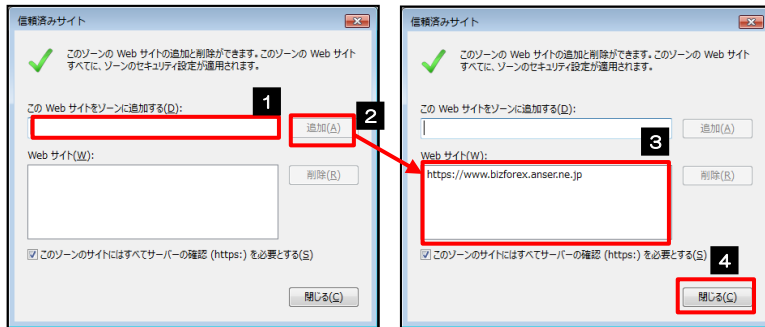 信頼済みサイト
このゾーンの Web サイトの追加と削除ができます。このゾーンの Web サイト
すべてに、ゾーンのセキュリティ設定が適用されます。
この Web サイトをゾーンに追加する(D):
1
追加(A)
2
Web サイト(W):
削除(R)
このゾーンのサイトにはすべてサーバーの確認 (https:) を必要とする(S)
閉じる(C)
信頼済みサイト
このゾーンの Web サイトの追加と削除ができます。このゾーンの Web サイト
すべてに、ゾーンのセキュリティ設定が適用されます。
この Web サイトをゾーンに追加する(D):
追加(A)
3
Web サイト(W):
https://www.bizforex.anser.ne.jp
削除(R)
このゾーンのサイトにはすべてサーバーの確認 (https:) を必要とする(S)
4
閉じる(C)